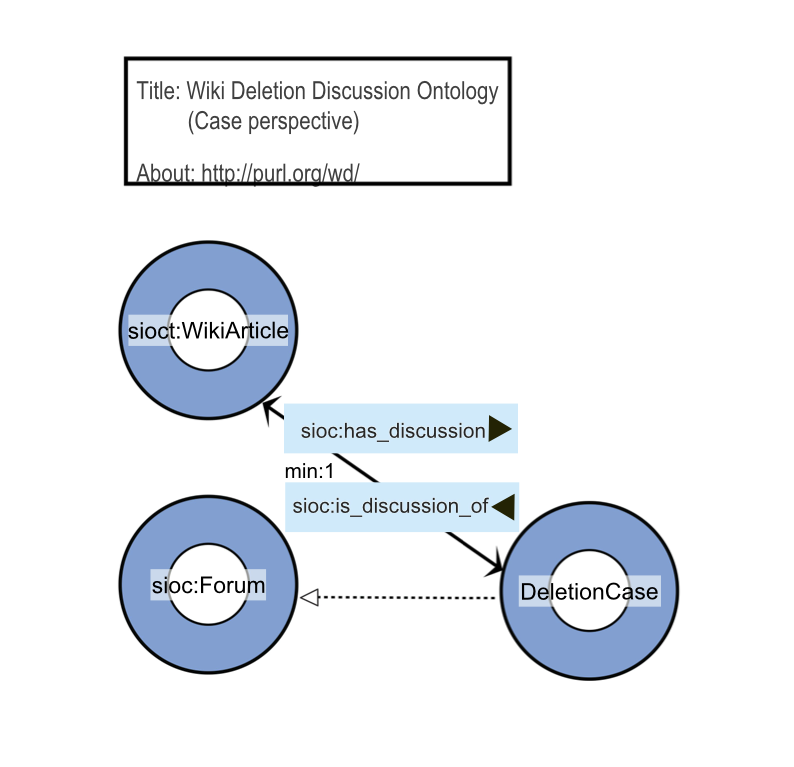 Title: Wiki Deletion Discussion Ontology
(Case perspective)
About: http://purl.org/wd/
sioct:WikiArticle
sioc:has_discussion
min:1
sioc:is_discussion_of
sioc:Forum
DeletionCase